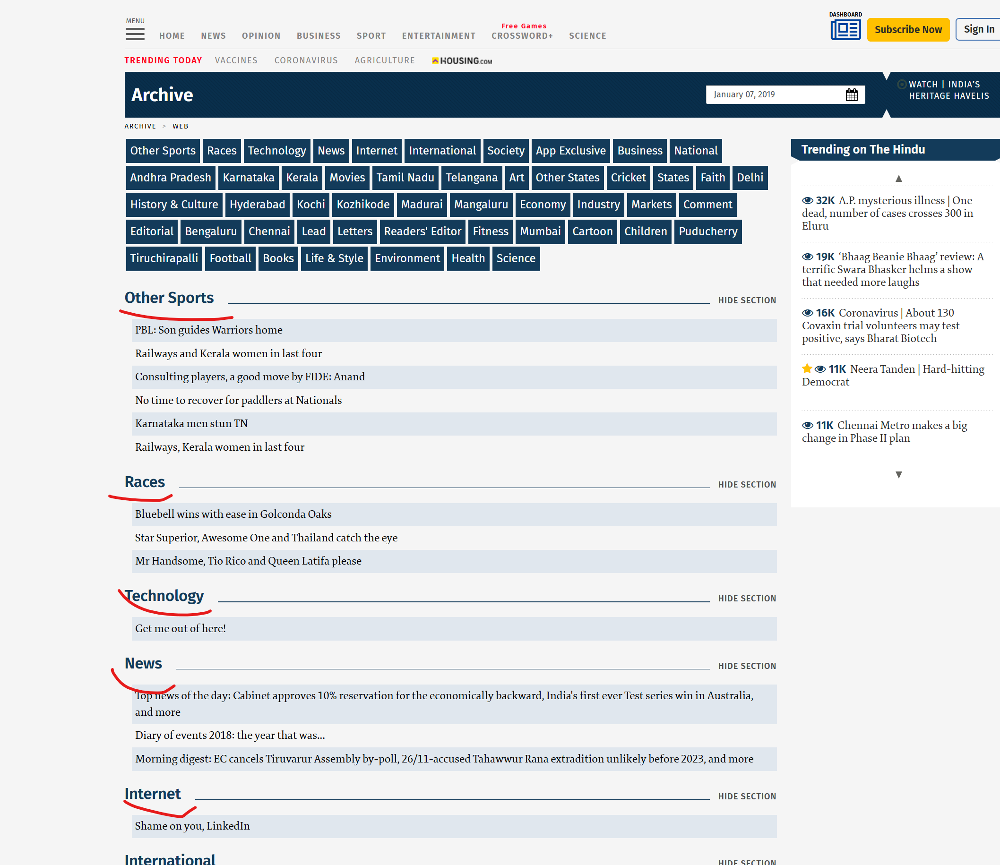 MENU
HOME NEWS OPINION BUSINESS SPORT ENTERTAINMENT Free Games CROSSWORD+ SCIENCE
DASHBOARD
Subscribe Now
Sign In
TRENDING TODAY VACCINES CORONAVIRUS AGRICULTURE HOUSING.COM
Archive
January 07, 2019
WATCH | INDIA’S
HERITAGE HAVELIS
ARCHIVE > WEB
Other Sports Races Technology News Internet International Society App Exclusive Business National
Andhra Pradesh Karnataka Kerala Movies Tamil Nadu Telangana Art Other States Cricket States Faith Delhi
History & Culture Hyderabad Kochi Kozhikode Madurai Mangaluru Economy Industry Markets Comment
Editorial Bengaluru Chennai Lead Letters Readers' Editor Fitness Mumbai Cartoon Children Puducherry
Tiruchirapalli Football Books Life & Style Environment Health Science
Other Sports
HIDE SECTION
PBL: Son guides Warriors home
Railways and Kerala women in last four
Consulting players, a good move by FIDE: Anand
No time to recover for paddlers at Nationals
Karnataka men stun TN
Railways, Kerala women in last four
Races
HIDE SECTION
Bluebell wins with ease in Golconda Oaks
Star Superior, Awesome One and Thailand catch the eye
Mr Handsome, Tio Rico and Queen Latifa please
Technology
HIDE SECTION
Get me out of here!
News
HIDE SECTION
Top news of the day: Cabinet approves 10% reservation for the economically backward, India's first ever Test series win in Australia,
and more
Diary of events 2018: the year that was...
Morning digest: EC cancels Tiruvarur Assembly by-poll, 26/11-accused Tahawwur Rana extradition unlikely before 2023, and more
Internet
HIDE SECTION
Shame on you, LinkedIn
International
HIDE SECTION
Trending on The Hindu
32K A.P. mysterious illness | One
dead, number of cases crosses 300 in
Eluru
19K ‘Bhaag Beanie Bhaag’ review: A
terrific Swara Bhasker helms a show
that needed more laughs
16K Coronavirus | About 130
Covaxin trial volunteers may test
positive, says Bharat Biotech
11K Neera Tanden | Hard-hitting
Democrat
11K Chennai Metro makes a big
change in Phase II plan